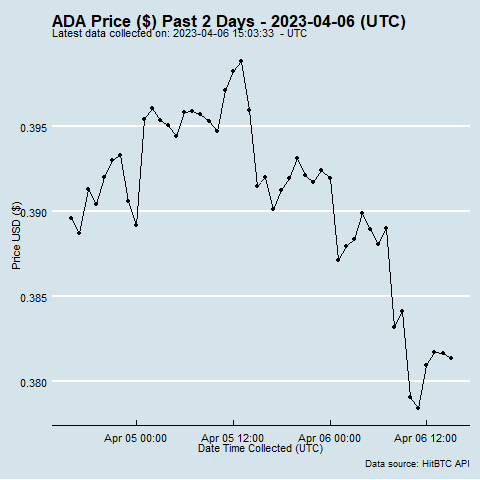 ADA Price ($) Past 2 Days - 2023-04-06 (UTC)
Latest data collected on: 2023-04-06 15:03:33  - UTC
0.395
0.390
0.385
0.380
Price USD ($)
Apr 05 00:00
Apr 05 12:00
Apr 06 00:00
Apr 06 12:00
Date Time Collected (UTC)
Data source: HitBTC API